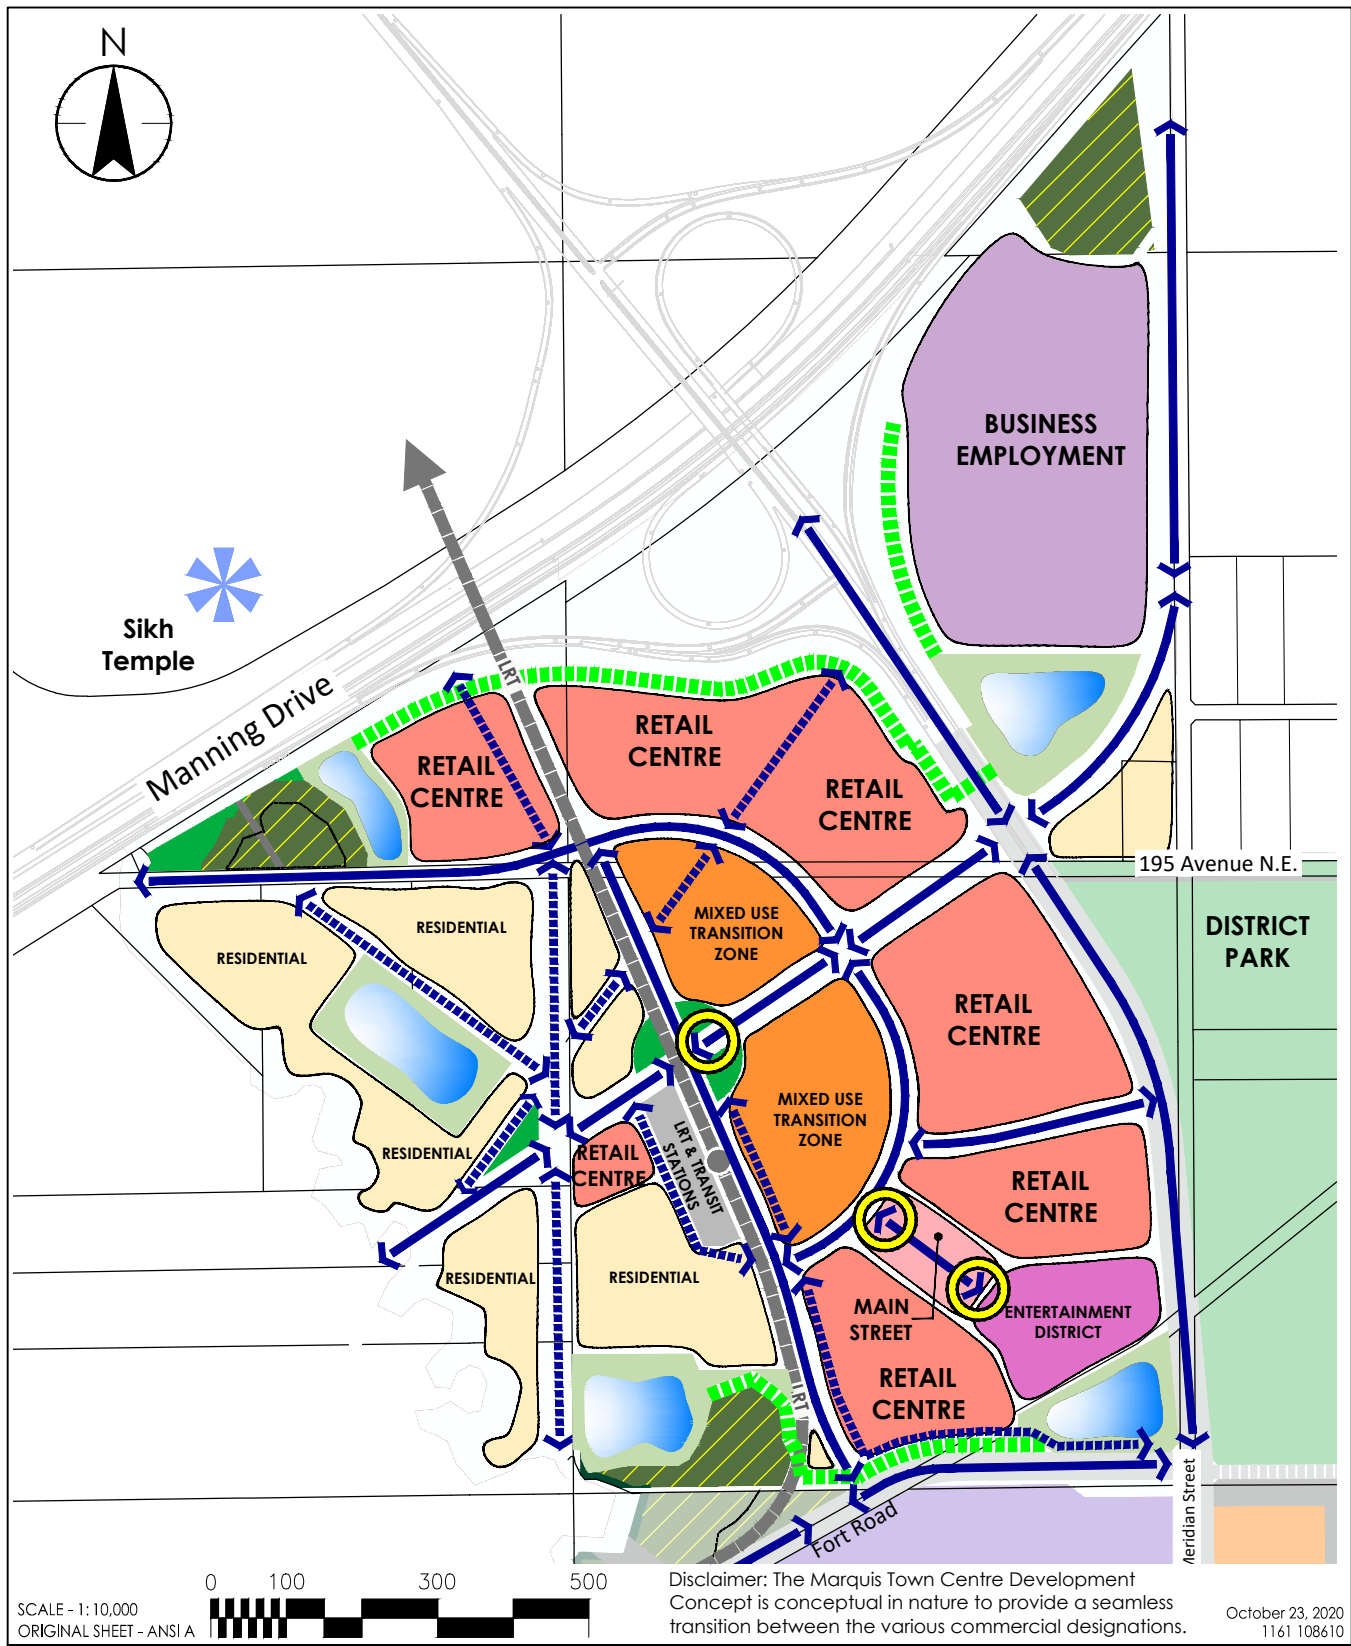 N
BUSINESS
EMPLOYMENT
Sikh
Temple
Manning Drive
LRT
RETAIL
CENTRE
RETAIL
CENTRE
RETAIL
CENTRE
195 Avenue N.E.
DISTRICT
PARK
MIXED USE
TRANSITION
ZONE
RESIDENTIAL
RESIDENTIAL
RETAIL
CENTRE
MIXED USE
TRANSITION
ZONE
LRT & TRANSIT
STATIONS
RESIDENTIAL
RETAIL
CENTRE
RETAIL
CENTRE
RESIDENTIAL
RESIDENTIAL
MAIN
STREET
ENTERTAINMENT
DISTRICT
RETAIL
CENTRE
LRT
Fort Road
Meridian Street
0 100 300 500
SCALE - 1: 10,000
ORIGINAL SHEET - ANSI A
Disclaimer: The Marquis Town Centre Development
Concept is conceptual in nature to provide a seamless
transition between the various commercial designations.
October 23, 2020
1161 108610